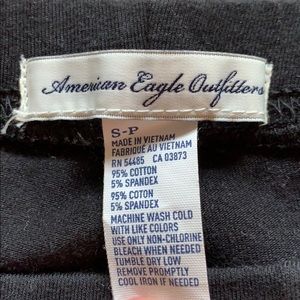 American Eagle Outfitters
S-P
MADE IN VIETNAM
FABRIQUE AU VIETNAM
RN 54485 CA 03873
95% COTTON
5% SPANDEX
95% COTON
5% SPANDEX
MACHINE WASH COLD
WITH LIKE COLORS
USE ONLY NON-CHLORINE
BLEACH WHEN NEEDED
TUMBLE DRY LOW
REMOVE PROMPTLY
COOL IRON IF NEEDED